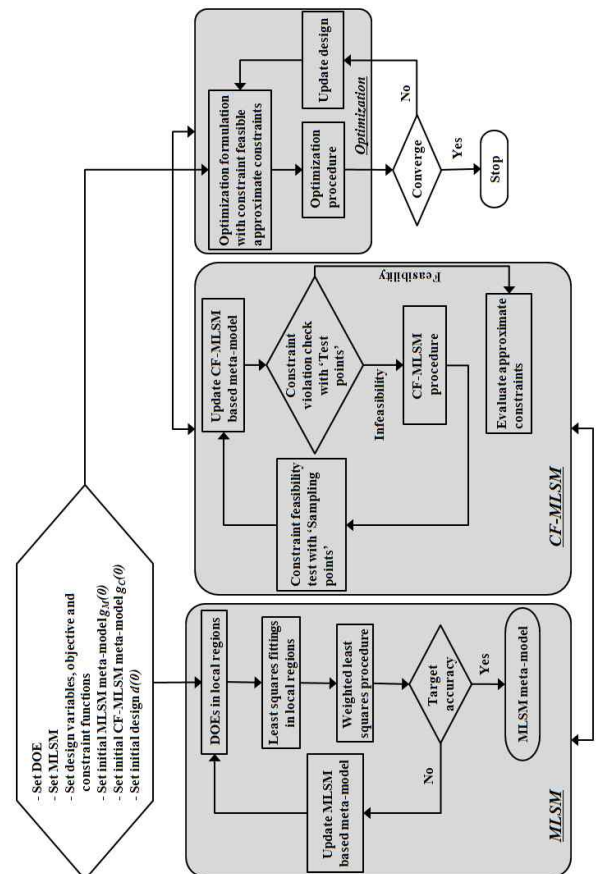 - Set DOE
- Set MLSM
- Set design variables, objective and
constraint functions
- Set initial MLSM meta-model gM(0)
- Set initial CF-MLSM meta-model gC(0)
- Set initial design d(0)
DOEs in local regions
Least squares fittings
in local regions
Weighted least
squares procedure
Target
accuracy
No
Yes
Update MLSM
based meta-model
MLSM meta-model
MLSM
Update CF-MLSM
based meta-model
Constraint
violation check
with ‘Test
points’
Feasibility
Infeasibility
Constraint feasibility
test with ‘Sampling
points’
CF-MLSM
procedure
Evaluate approximate
constraints
CF-MLSM
Optimization formulation
with constraint feasible
approximate constraints
Update design
Optimization
procedure
Optimization
Converge
No
Yes
Stop